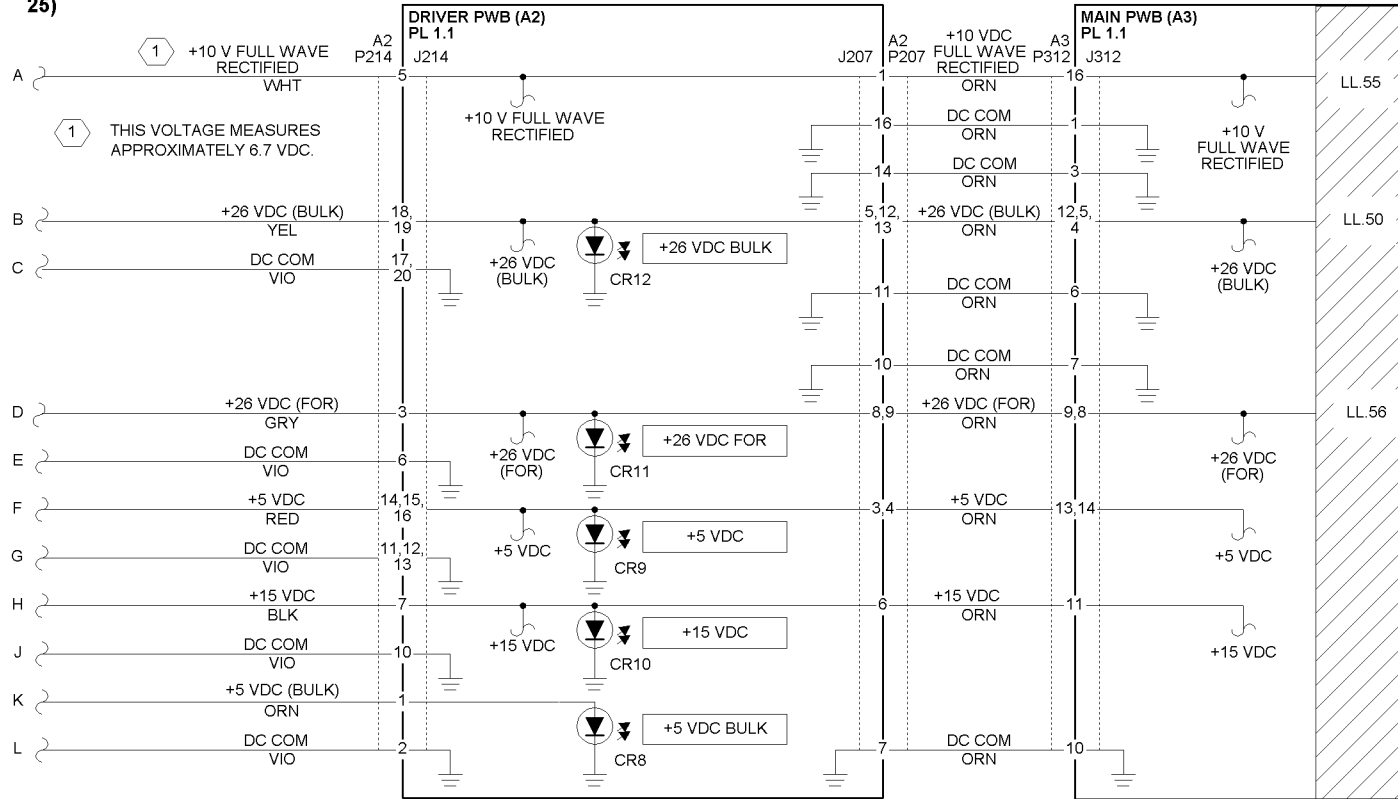 25)
DRIVER PWB (A2)
PL 1.1
MAIN PWB (A3)
PL 1.1
1
+10 V FULL WAVE
RECTIFIED
WHT
A2
P214
J214
J207
A2
P207
+10 VDC
FULL WAVE
RECTIFIED
ORN
A3
P312
J312
A
5
1
16
LL.55
+10 V FULL WAVE
RECTIFIED
+10 V
FULL WAVE
RECTIFIED
1
THIS VOLTAGE MEASURES
APPROXIMATELY 6.7 VDC.
16
DC COM
ORN
1
14
DC COM
ORN
3
B
+26 VDC (BULK)
YEL
18,
19
5,12,
13
+26 VDC (BULK)
ORN
12,5,
4
LL.50
+26 VDC
(BULK)
CR12
+26 VDC BULK
+26 VDC
(BULK)
C
DC COM
VIO
17,
20
11
DC COM
ORN
6
10
DC COM
ORN
7
D
+26 VDC (FOR)
GRY
3
8,9
+26 VDC (FOR)
ORN
9,8
LL.56
+26 VDC
(FOR)
CR11
+26 VDC FOR
+26 VDC
(FOR)
E
DC COM
VIO
6
F
+5 VDC
RED
14,15,
16
3,4
+5 VDC
ORN
13,14
+5 VDC
CR9
+5 VDC
+5 VDC
G
DC COM
VIO
11,12,
13
H
+15 VDC
BLK
7
6
+15 VDC
ORN
11
+15 VDC
CR10
+15 VDC
+15 VDC
J
DC COM
VIO
10
K
+5 VDC (BULK)
ORN
1
CR8
+5 VDC BULK
L
DC COM
VIO
2
7
DC COM
ORN
10